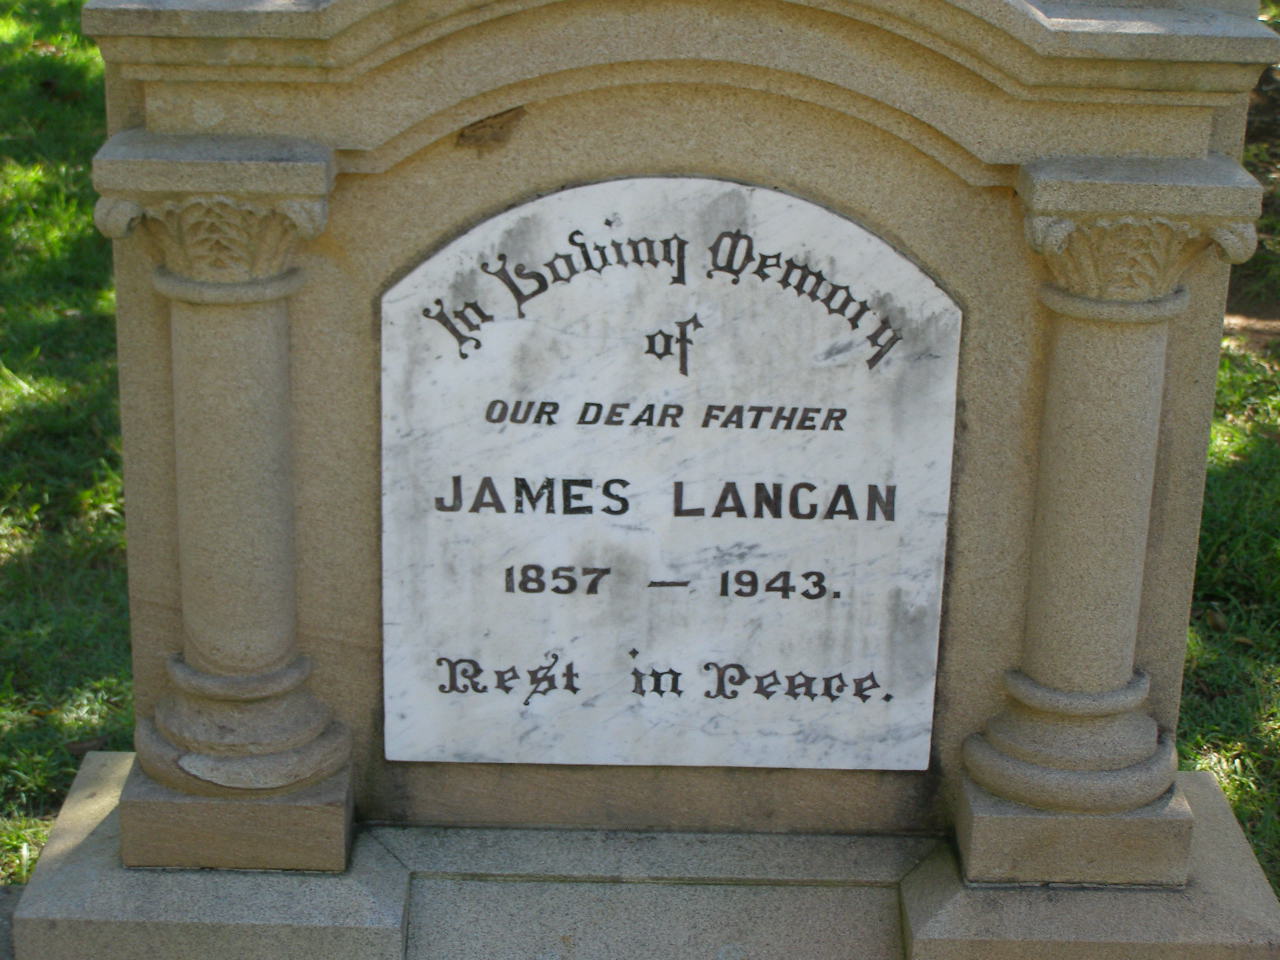 In Loving Memory
of
OUR DEAR FATHER
JAMES LANGAN
1857 — 1943.
Rest in Peace.